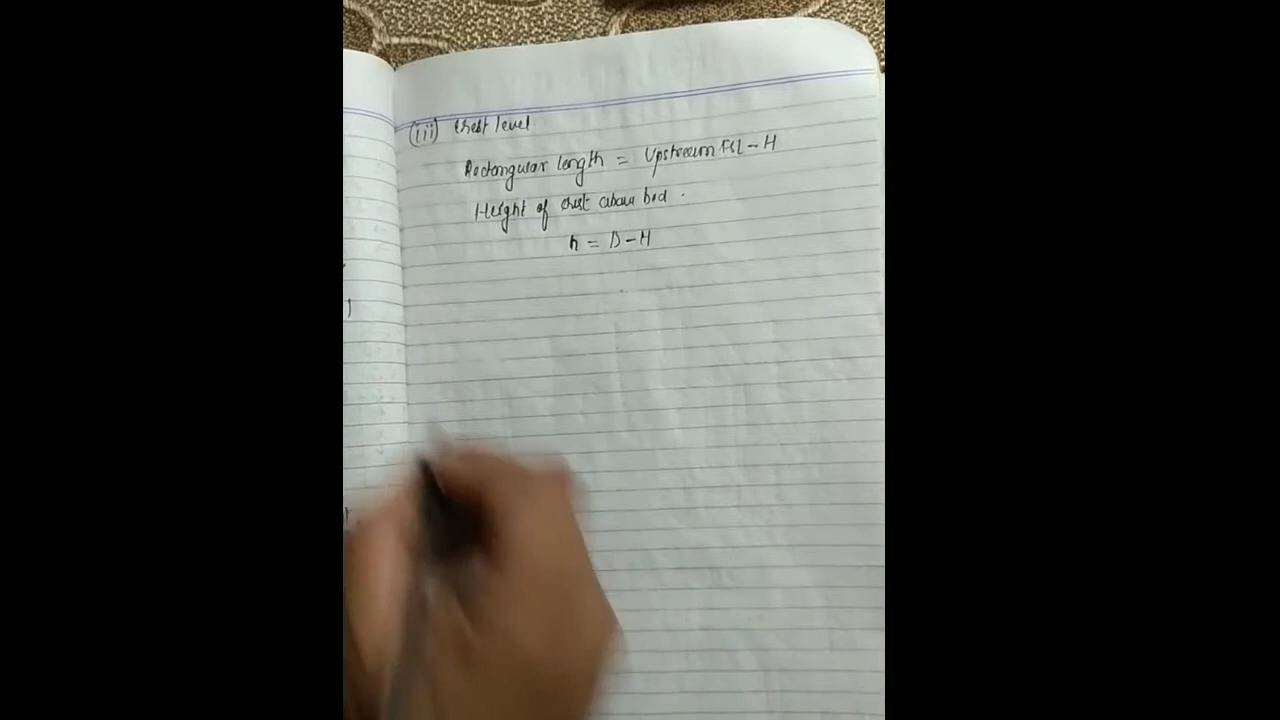 (iii) Crest level
Rectangular length = Upstream FSL - H
Height of crest above bed.
h = D - H